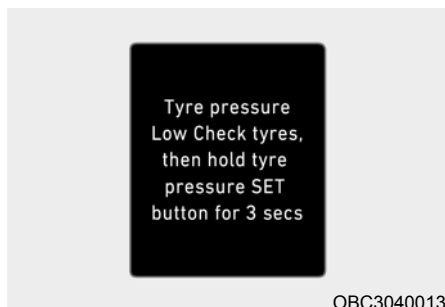 Tyre pressure
Low Check tyres,
then hold tyre
pressure SET
button for 3 secs
OBC3040013